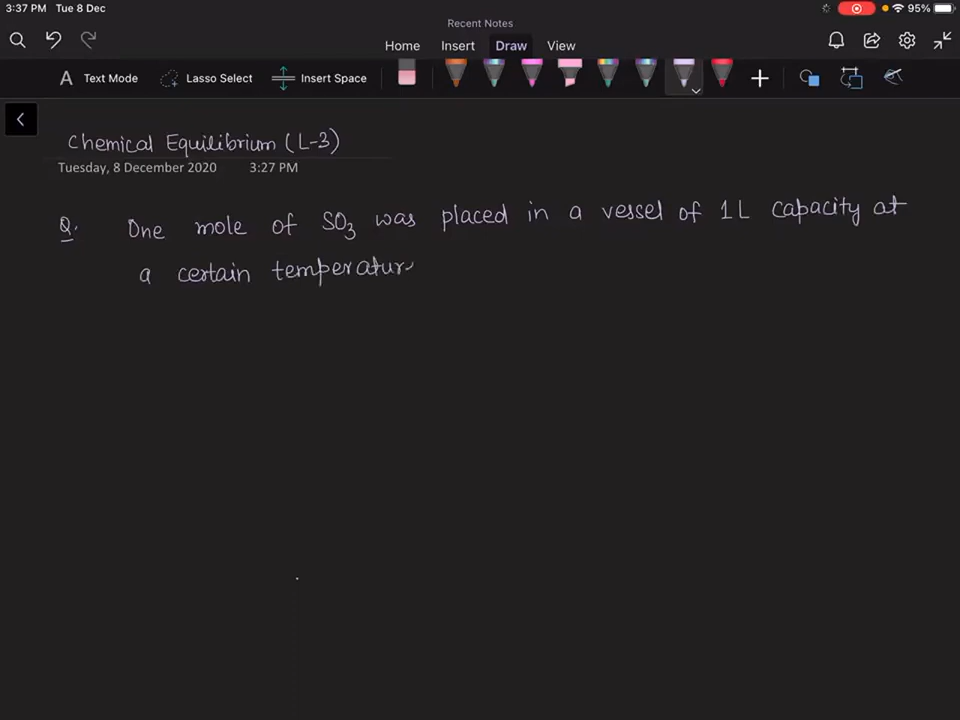 3:37 PM Tue 8 Dec
95%
Recent Notes
Home Insert Draw View
Text Mode Lasso Select Insert Space
Chemical Equilibrium (L-3)
Tuesday, 8 December 2020 3:27 PM
Q. One mole of SO3 was placed in a vessel of 1L capacity at
a certain temperatur